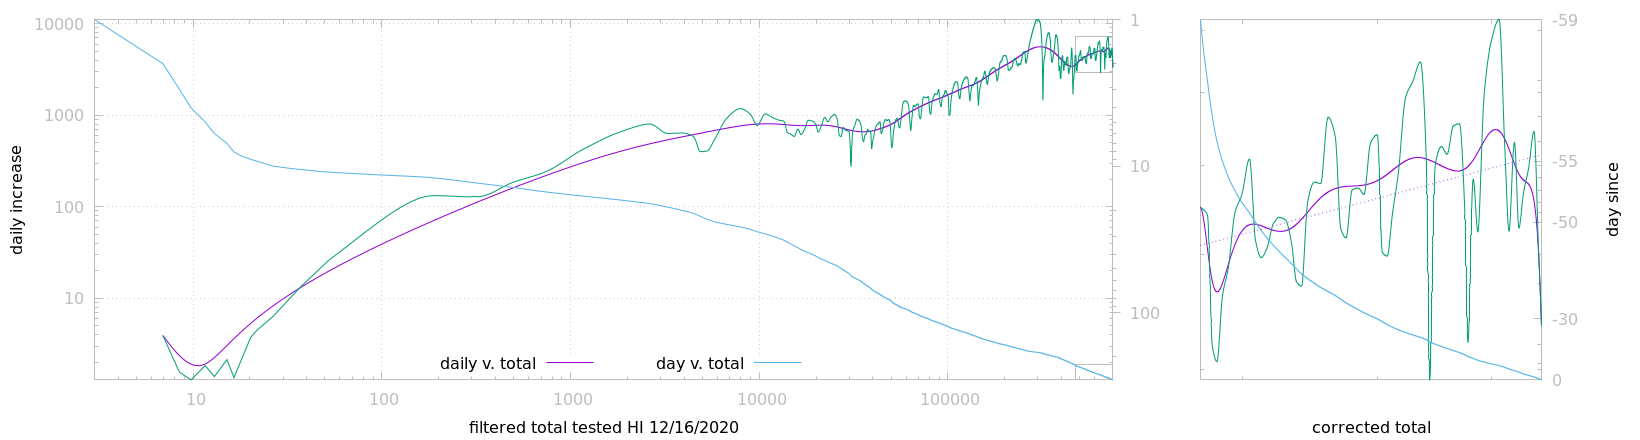 10000
1000
100
10
daily increase
10
100
1000
10000
100000
1
10
100
daily v. total
day v. total
filtered total tested HI 12/16/2020
-59
-55
-50
-30
0
day since
corrected total